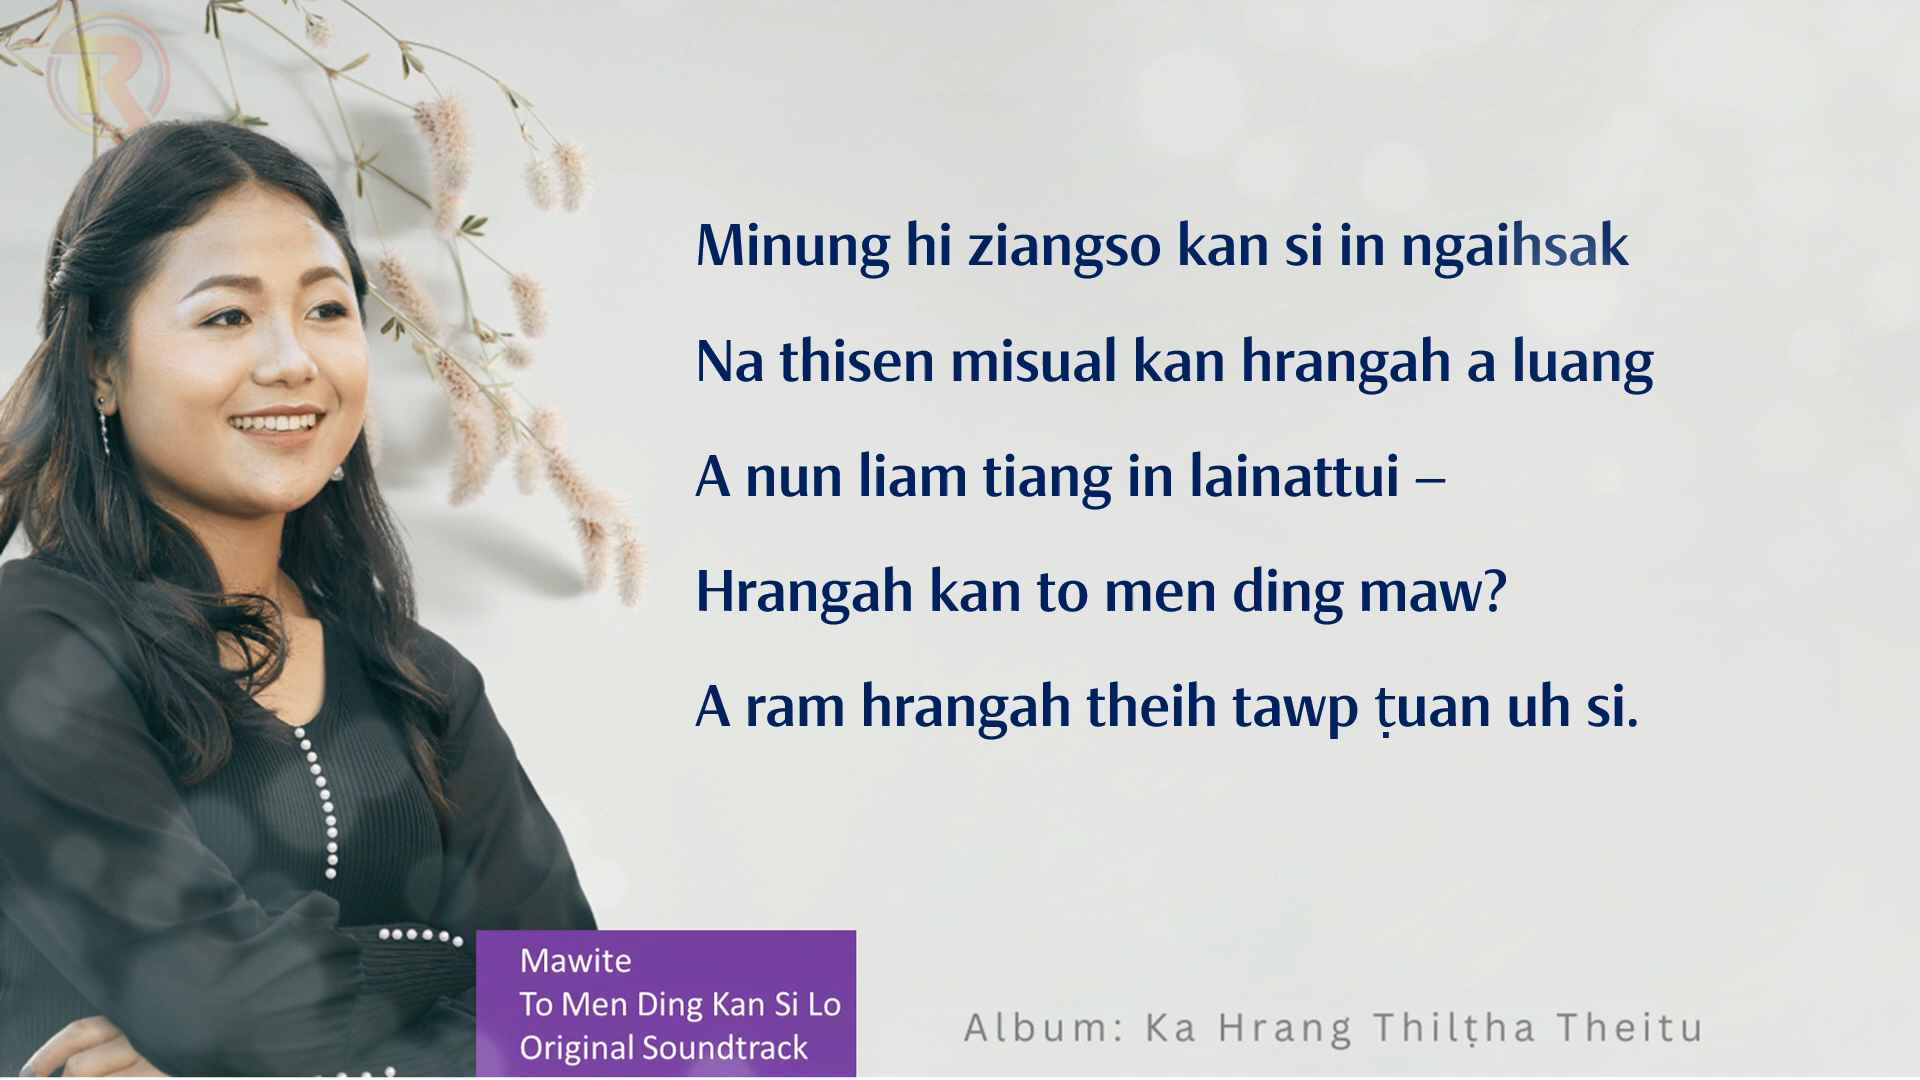 Minung hi ziangso kan si in ngaihsak
Na thisen misual kan hrangah a luang
A nun liam tiang in lainattui –
Hrangah kan to men ding maw?
A ram hrangah theih tawp ṭuan uh si.
Mawite
To Men Ding Kan Si Lo
Original Soundtrack
Album: Ka Hrang Thilṭha Theitu